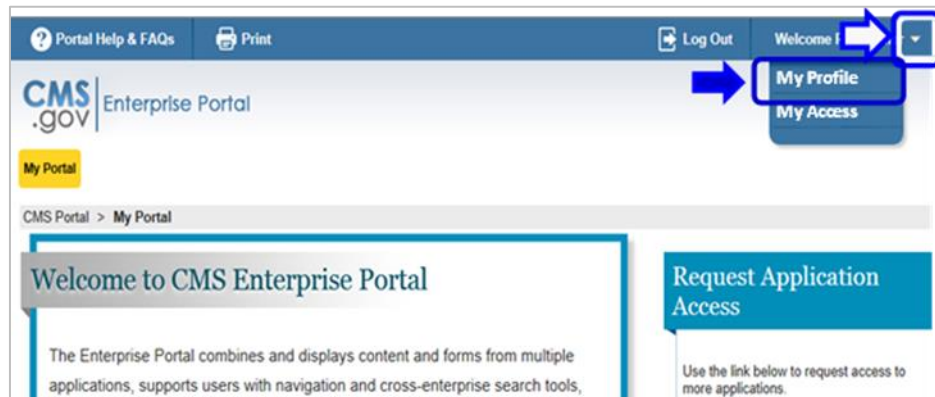 Portal Help & FAQs Print Log Out Welcome
My Profile
My Access
CMS
.gov
Enterprise Portal
My Portal
CMS Portal > My Portal
Welcome to CMS Enterprise Portal
The Enterprise Portal combines and displays content and forms from multiple
applications, supports users with navigation and cross-enterprise search tools,
Request Application
Access
Use the link below to request access to
more applications.